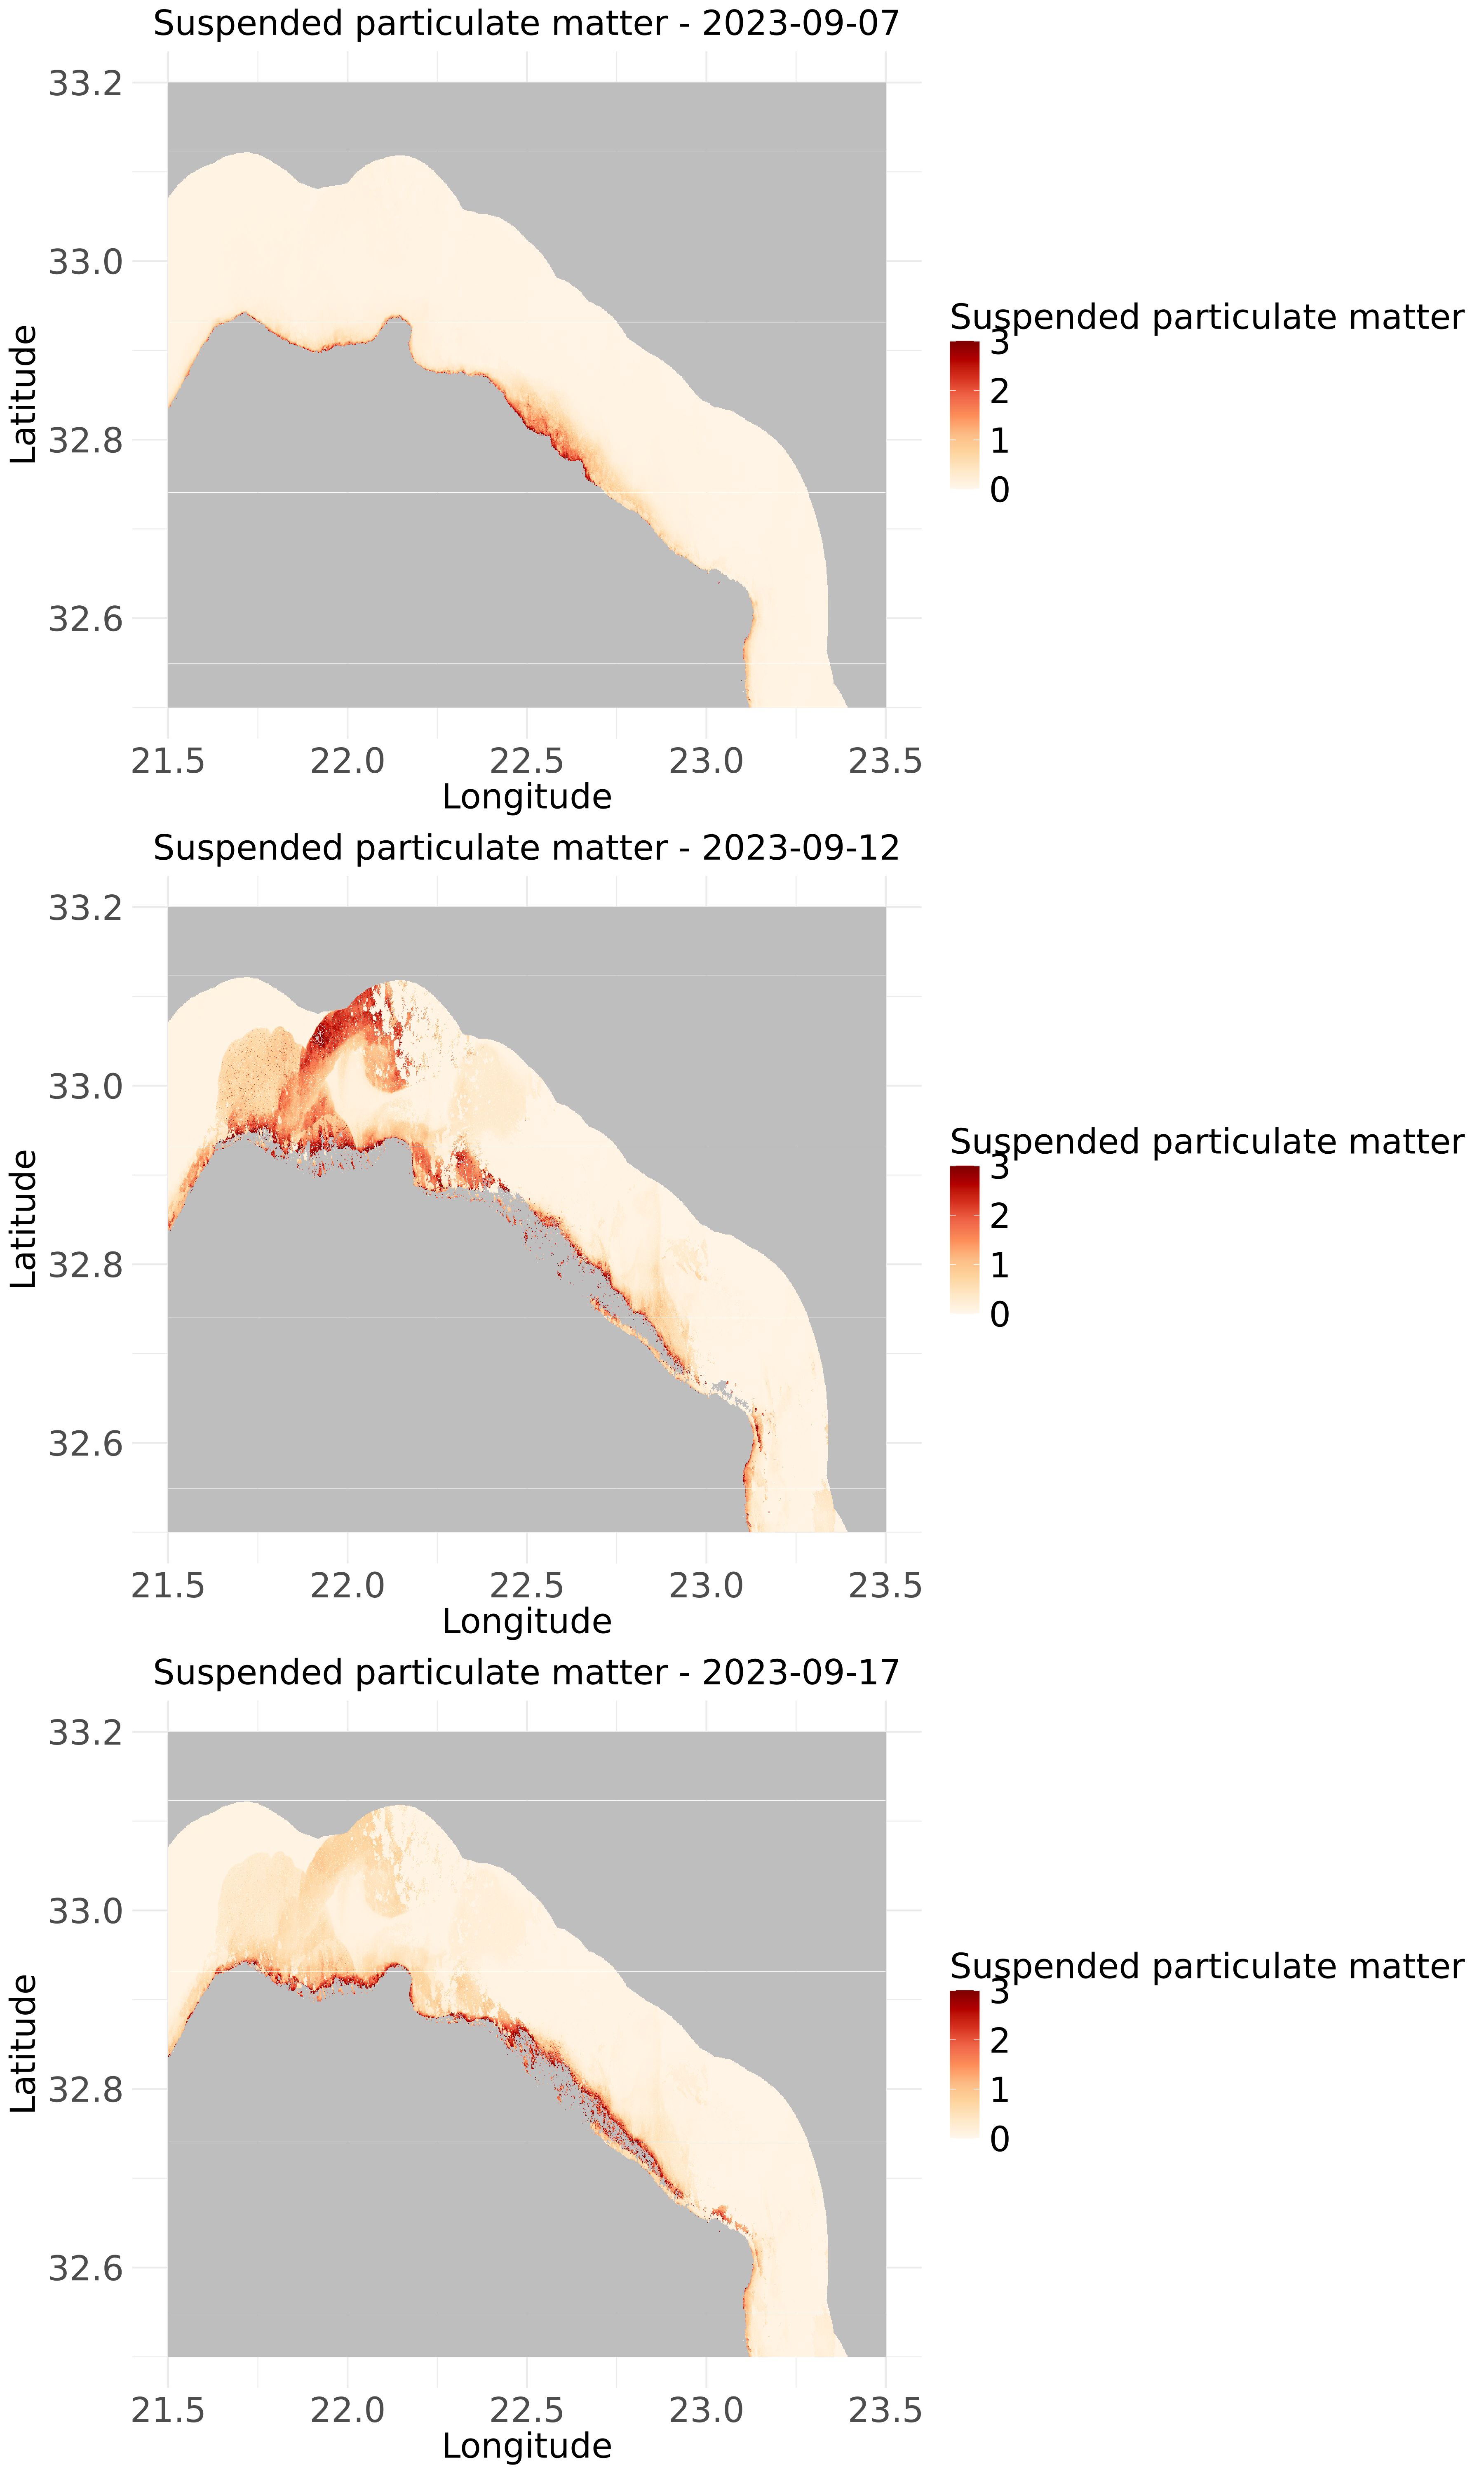 Suspended particulate matter - 2023-09-07
33.2
33.0
32.8
32.6
Latitude
21.5 22.0 22.5 23.0 23.5
Longitude
Suspended particulate matter
3
2
1
0
Suspended particulate matter - 2023-09-12
33.2
33.0
32.8
32.6
Latitude
21.5 22.0 22.5 23.0 23.5
Longitude
Suspended particulate matter
3
2
1
0
Suspended particulate matter - 2023-09-17
33.2
33.0
32.8
32.6
Latitude
21.5 22.0 22.5 23.0 23.5
Longitude
Suspended particulate matter
3
2
1
0